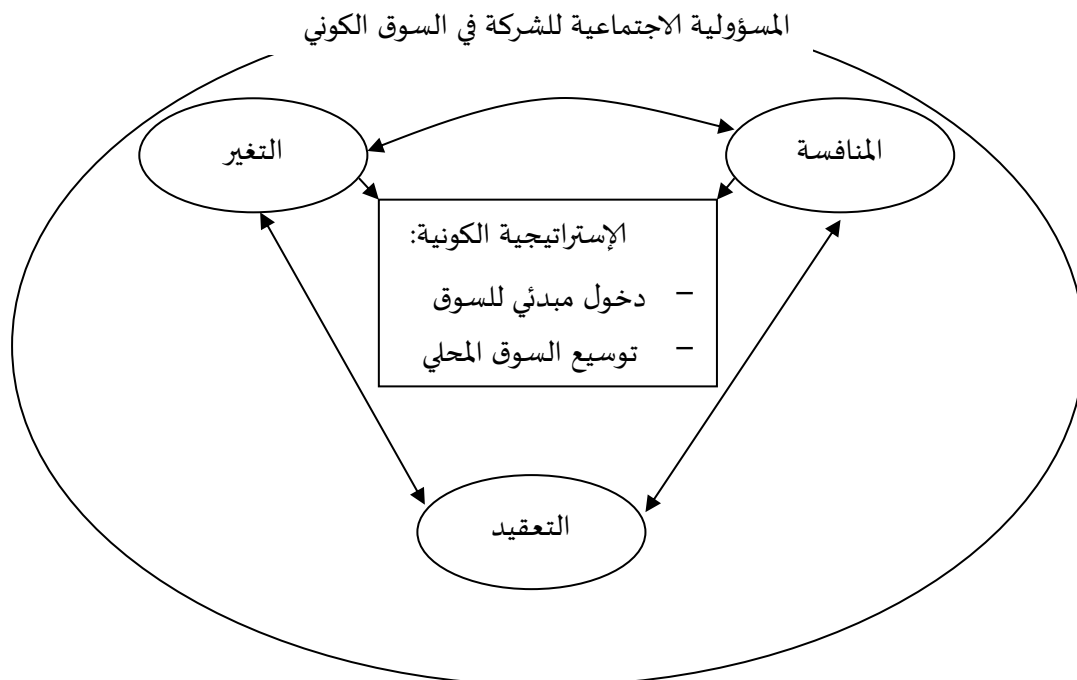 المسؤولية الاجتماعية للشركة في السوق الكوني
المنافسة
التغير
الإستراتيجية الكونية:
– دخول مبدئي للسوق
– توسيع السوق المحلي
التعقيد